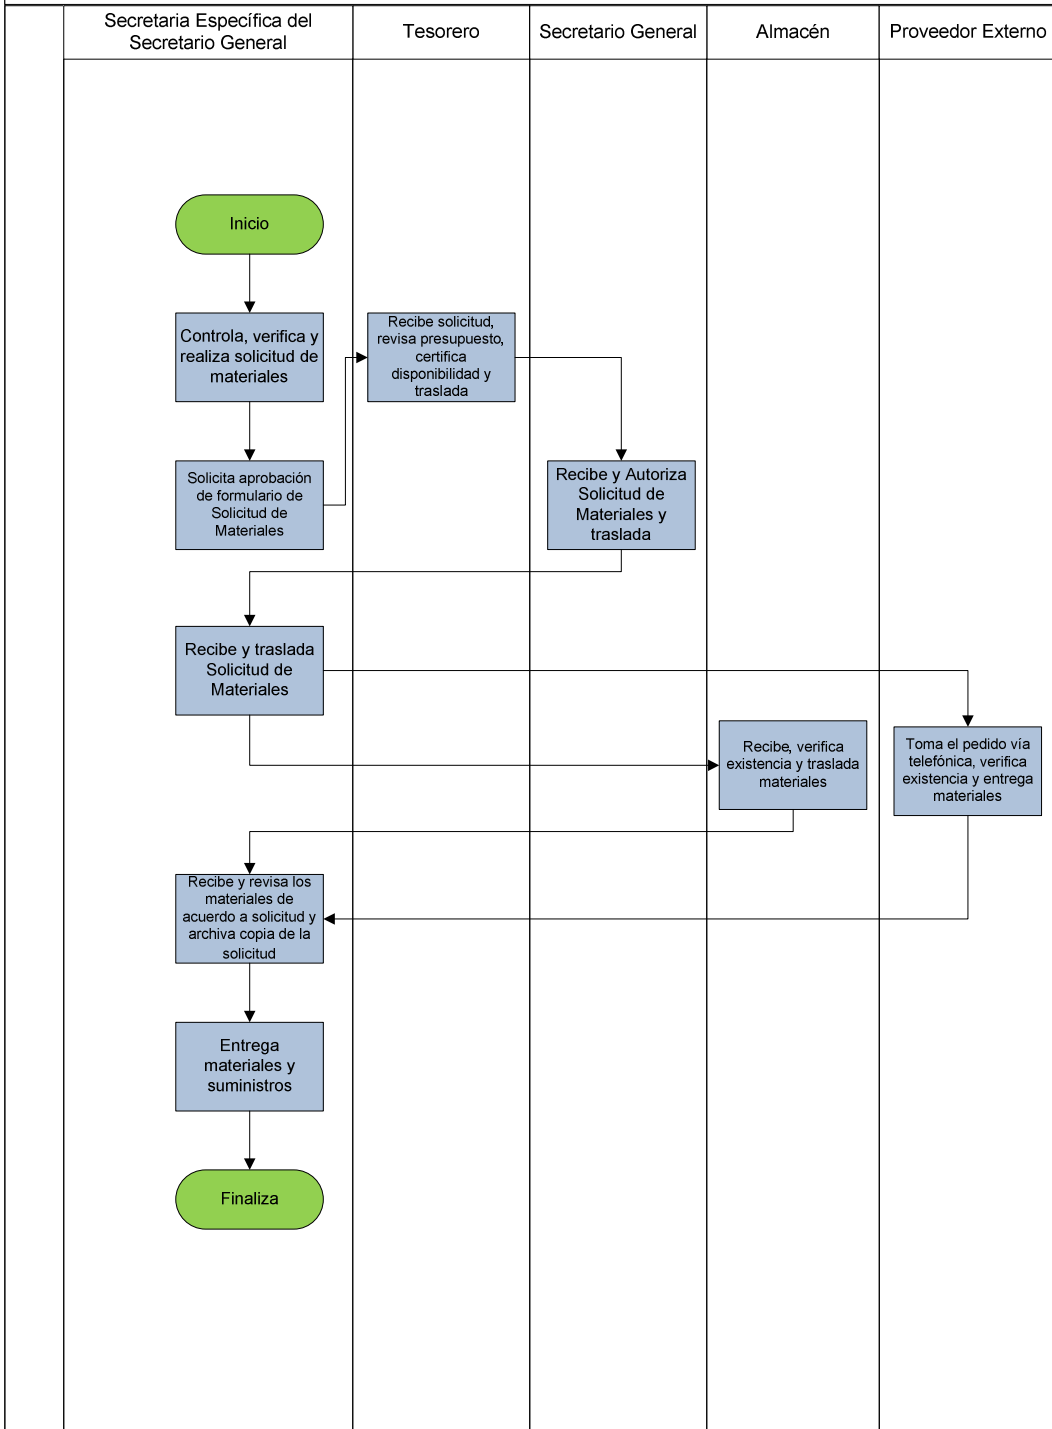 Secretaria Específica del
Secretario General
Tesorero
Secretario General
Almacén
Proveedor Externo
Inicio
Controla, verifica y
realiza solicitud de
materiales
Recibe solicitud,
revisa presupuesto,
certifica
disponibilidad y
traslada
Solicita aprobación
de formulario de
Solicitud de
Materiales
Recibe y Autoriza
Solicitud de
Materiales y
traslada
Recibe y traslada
Solicitud de
Materiales
Recibe, verifica
existencia y traslada
materiales
Toma el pedido vía
telefónica, verifica
existencia y entrega
materiales
Recibe y revisa los
materiales de
acuerdo a solicitud y
archiva copia de la
solicitud
Entrega
materiales y
suministros
Finaliza